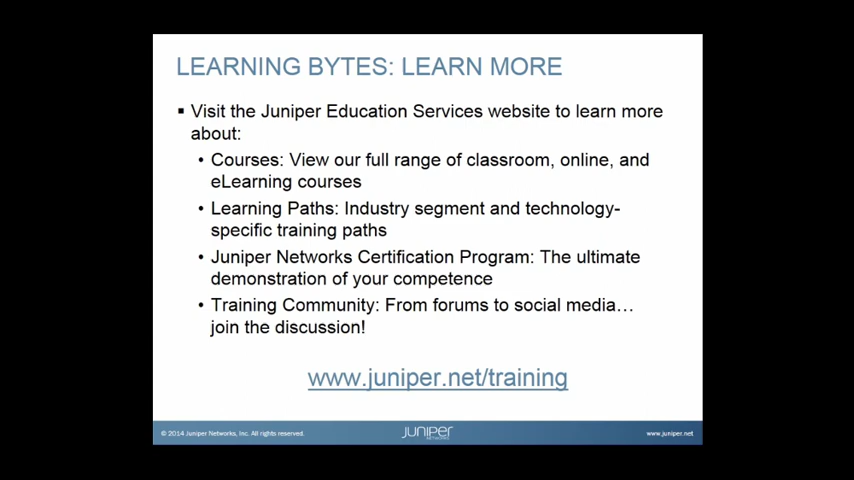 LEARNING BYTES: LEARN MORE
▪ Visit the Juniper Education Services website to learn more
about:
• Courses: View our full range of classroom, online, and
eLearning courses
• Learning Paths: Industry segment and technology-
specific training paths
• Juniper Networks Certification Program: The ultimate
demonstration of your competence
• Training Community: From forums to social media…
join the discussion!
www.juniper.net/training
© 2014 Juniper Networks, Inc. All rights reserved.
JUNIPER
NETWORKS
www.juniper.net